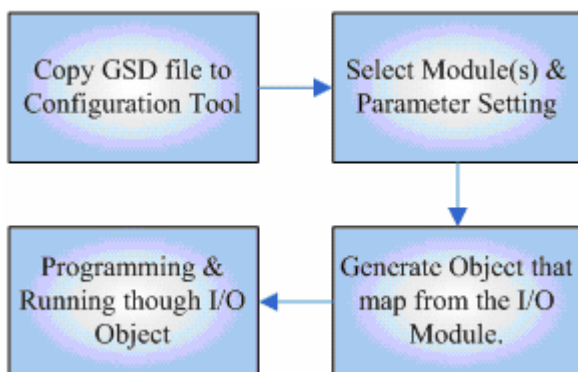 Copy GSD file to
Configuration Tool
Select Module(s) &
Parameter Setting
Generate Object that
map from the I/O
Module.
Programming &
Running though I/O
Object